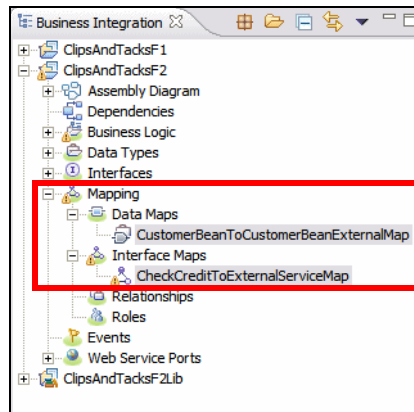 Business Integration
ClipsAndTacksF1
ClipsAndTacksF2
Assembly Diagram
Dependencies
Business Logic
Data Types
Interfaces
Mapping
Data Maps
CustomerBeanToCustomerBeanExternalMap
Interface Maps
CheckCreditToExternalServiceMap
Relationships
Roles
Events
Web Service Ports
ClipsAndTacksF2Lib